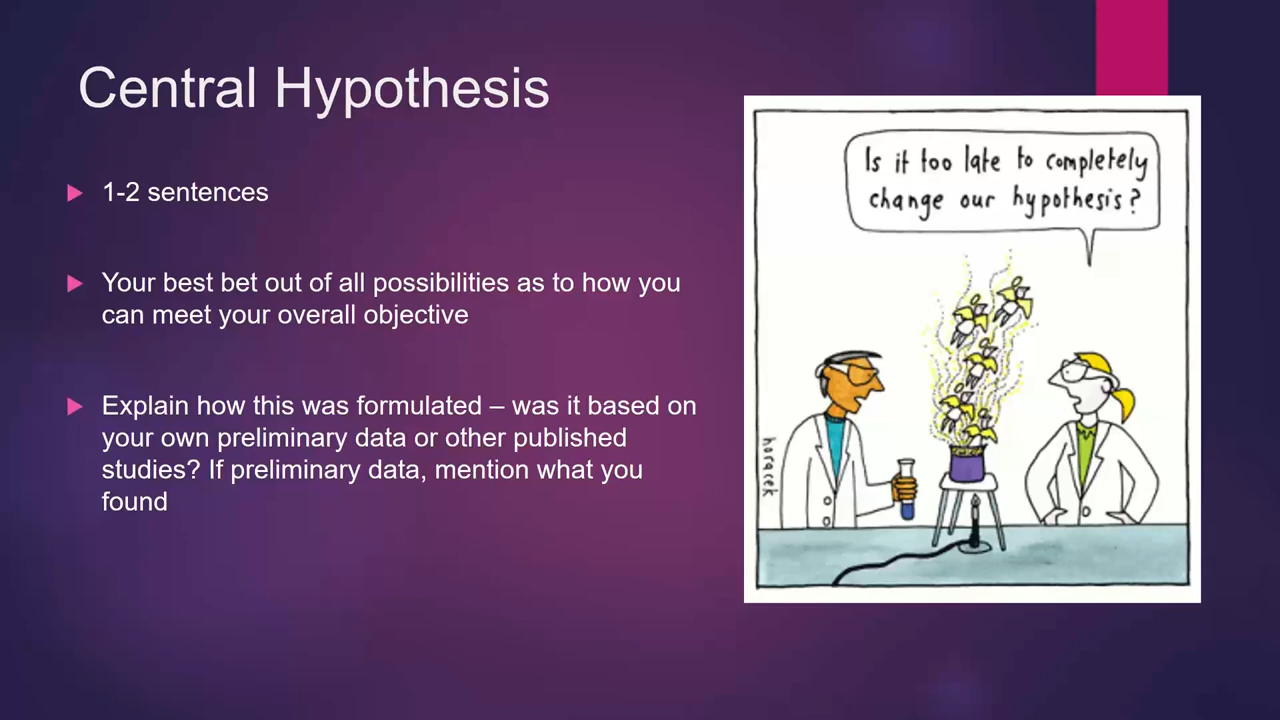 Central Hypothesis
1-2 sentences
Your best bet out of all possibilities as to how you
can meet your overall objective
Explain how this was formulated – was it based on
your own preliminary data or other published
studies? If preliminary data, mention what you
found
Is it too late to completely
change our hypothesis?
horacek